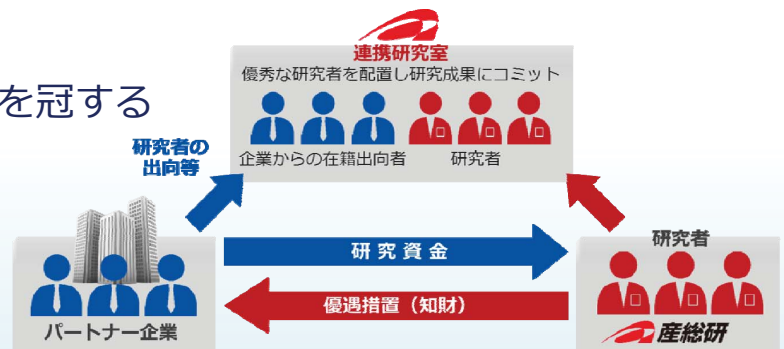 連携研究室
優秀な研究者を配置し研究成果にコミット
を冠する
研究者の
出向等
企業からの在籍出向者
研究者
研究資金
研究者
優遇措置（知財）
パートナー企業
産総研